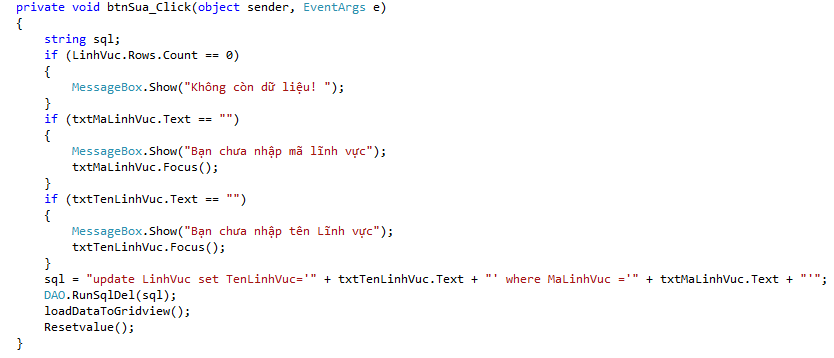 private void btnSua_Click(object sender, EventArgs e)
{
string sql;
if (LinhVuc.Rows.Count == 0)
{
MessageBox.Show("Không còn dữ liệu! ");
}
if (txtMaLinhVuc.Text == "")
{
MessageBox.Show("Bạn chưa nhập mã lĩnh vực");
txtMaLinhVuc.Focus();
}
if (txtTenLinhVuc.Text == "")
{
MessageBox.Show("Bạn chưa nhập tên Lĩnh vực");
txtTenLinhVuc.Focus();
}
sql = "update LinhVuc set TenLinhVuc='" + txtTenLinhVuc.Text + "' where MaLinhVuc ='" + txtMaLinhVuc.Text + "'";
DAO.RunSqlDel(sql);
loadDataToGridview();
Resetvalue();
}